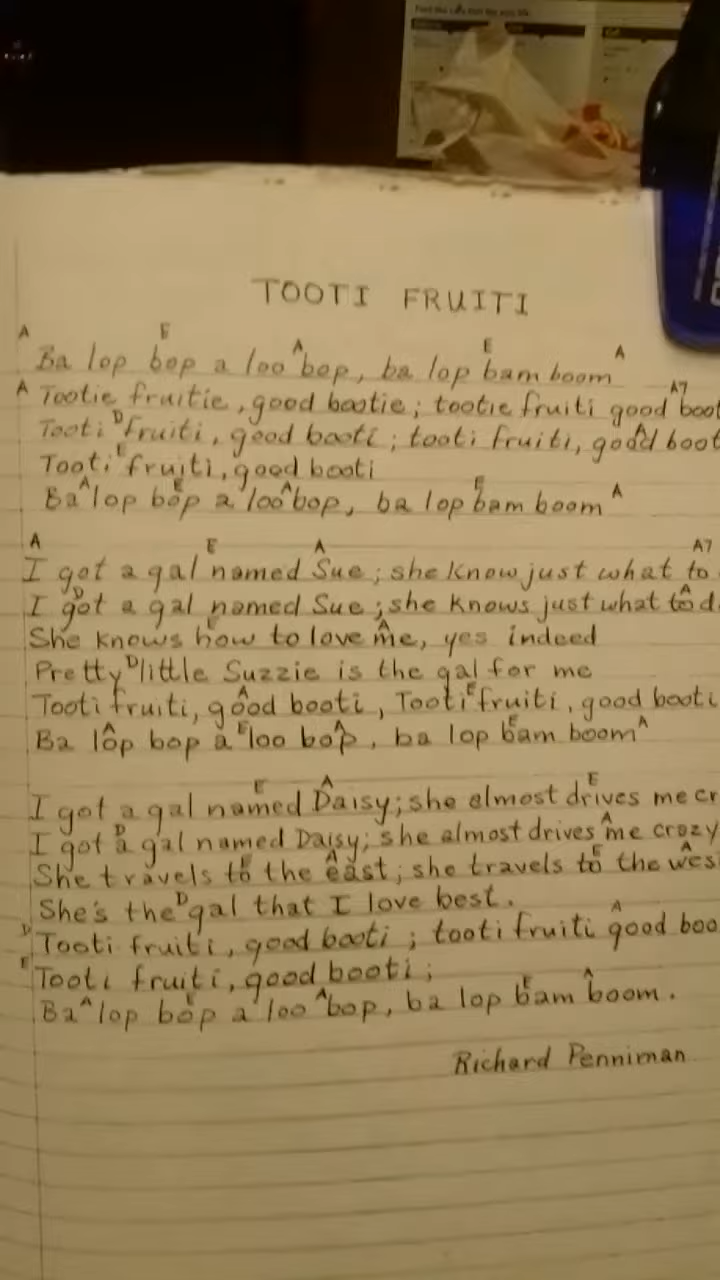 TOOTI FRUITI
A E A E A
Ba lop bop a loo bop, ba lop bam boom
A A7
Tootie fruitie, good bootie; tootie fruiti good boot
D A
Tooti fruiti, good booti; tooti fruiti, good boot
E
Tooti fruiti, good booti
A E A E A
Ba lop bop a loo bop, ba lop bam boom
A E A A7
I got a gal named Sue; she know just what to
D A
I got a gal named Sue; she knows just what to d
E A
She knows how to love me, yes indeed
D
Pretty little Suzzie is the gal for me
A E
Tooti fruiti, good booti, Tooti fruiti, good booti
A E A E A
Ba lop bop a loo bop, ba lop bam boom
E A E
I got a gal named Daisy; she almost drives me cr
D A
I got a gal named Daisy; she almost drives me crazy
E A E A
She travels to the east; she travels to the wes
D
She's the gal that I love best.
D A
Tooti fruiti, good booti; tooti fruiti good boo
E
Tooti fruiti, good booti;
A E A E A
Ba lop bop a loo bop, ba lop bam boom.
Richard Penniman